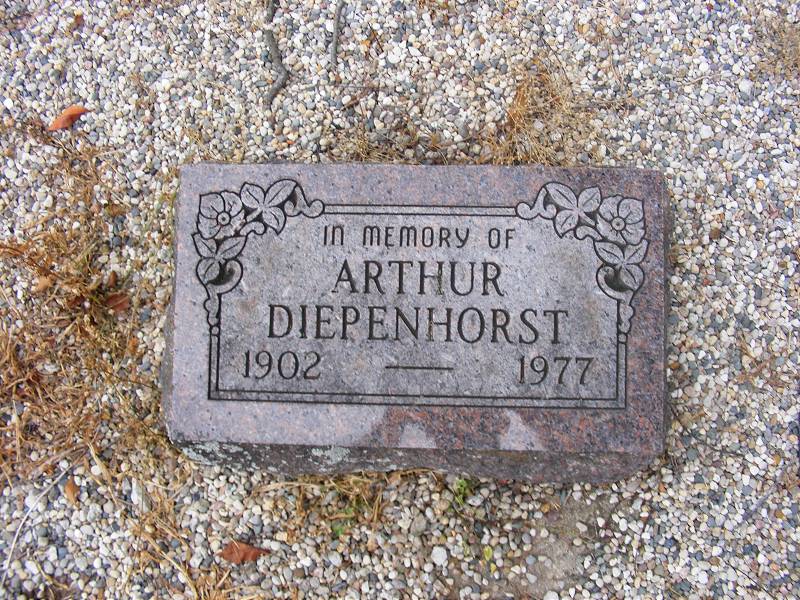 IN MEMORY OF
ARTHUR
DIEPENHORST
1902 — 1977